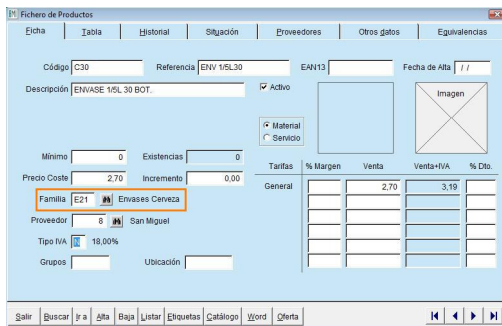 Fichero de Productos
Ficha Tabla Historial Situación Proveedores Otros datos Equivalencias
Código C30 Referencia ENV 1/5L30 EAN13 Fecha de Alta / /
Descripción ENVASE 1/5L 30 BOT. Activo Imagen
Material
Servicio
Mínimo 0 Existencias 0
Tarifas % Margen Venta Venta+IVA % Dto.
Precio Coste 2,70 Incremento 0,00
General 2,70 3,19
Familia E21 Envases Cerveza
Proveedor 8 San Miguel
Tipo IVA N 18,00%
Grupos Ubicación
Salir Buscar Ir a Alta Baja Listar Etiquetas Catálogo Word Oferta